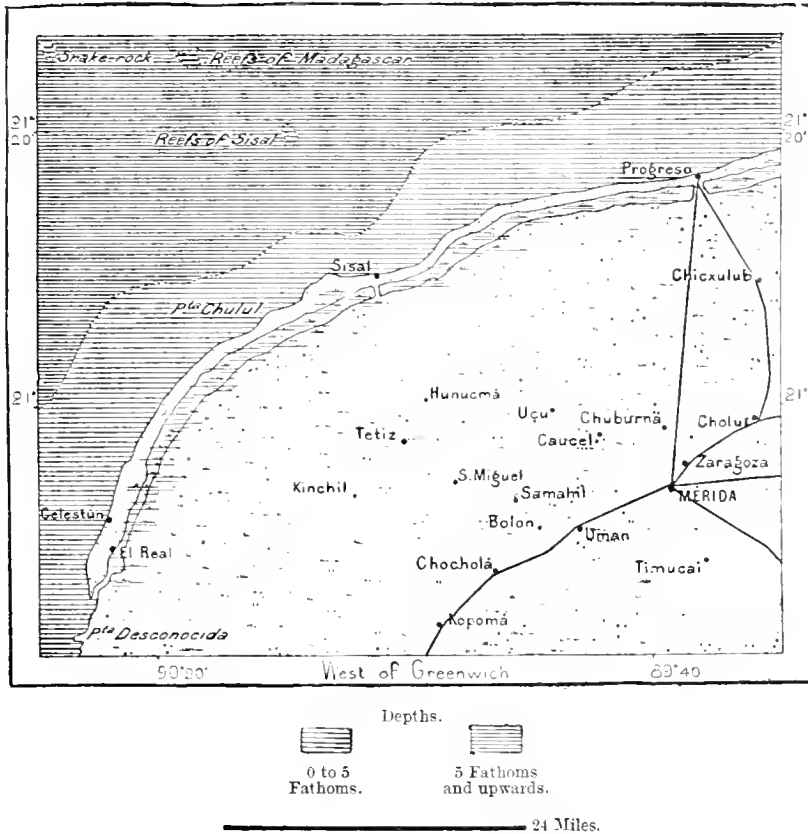 Snake-rock
Reefs of Madagascar
21°
20'
21°
20'
Reefs of Sisal
Progreso
Sisal
Chicxulub
Pta Chulul
21°
21°
Hunucmá
Uçu
Chuburná
Cholul
Tetiz
Caucel
Zaragoza
S. Miguel
Kinchil
Samahil
MERIDA
Celestun
Bolon
Uman
El Real
Chocholá
Timucai
Kopomá
Pta Desconocida
90°20'
West of Greenwich
89°40
Depths.
0 to 5
Fathoms.
5 Fathoms
and upwards.
24 Miles.